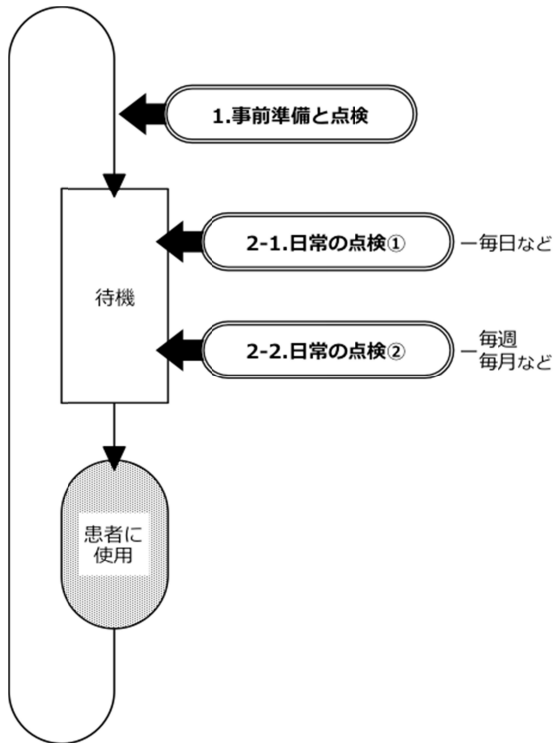 1.事前準備と点検
2-1.日常の点検①
毎日など
待機
2-2.日常の点検②
毎週
毎月など
患者に
使用